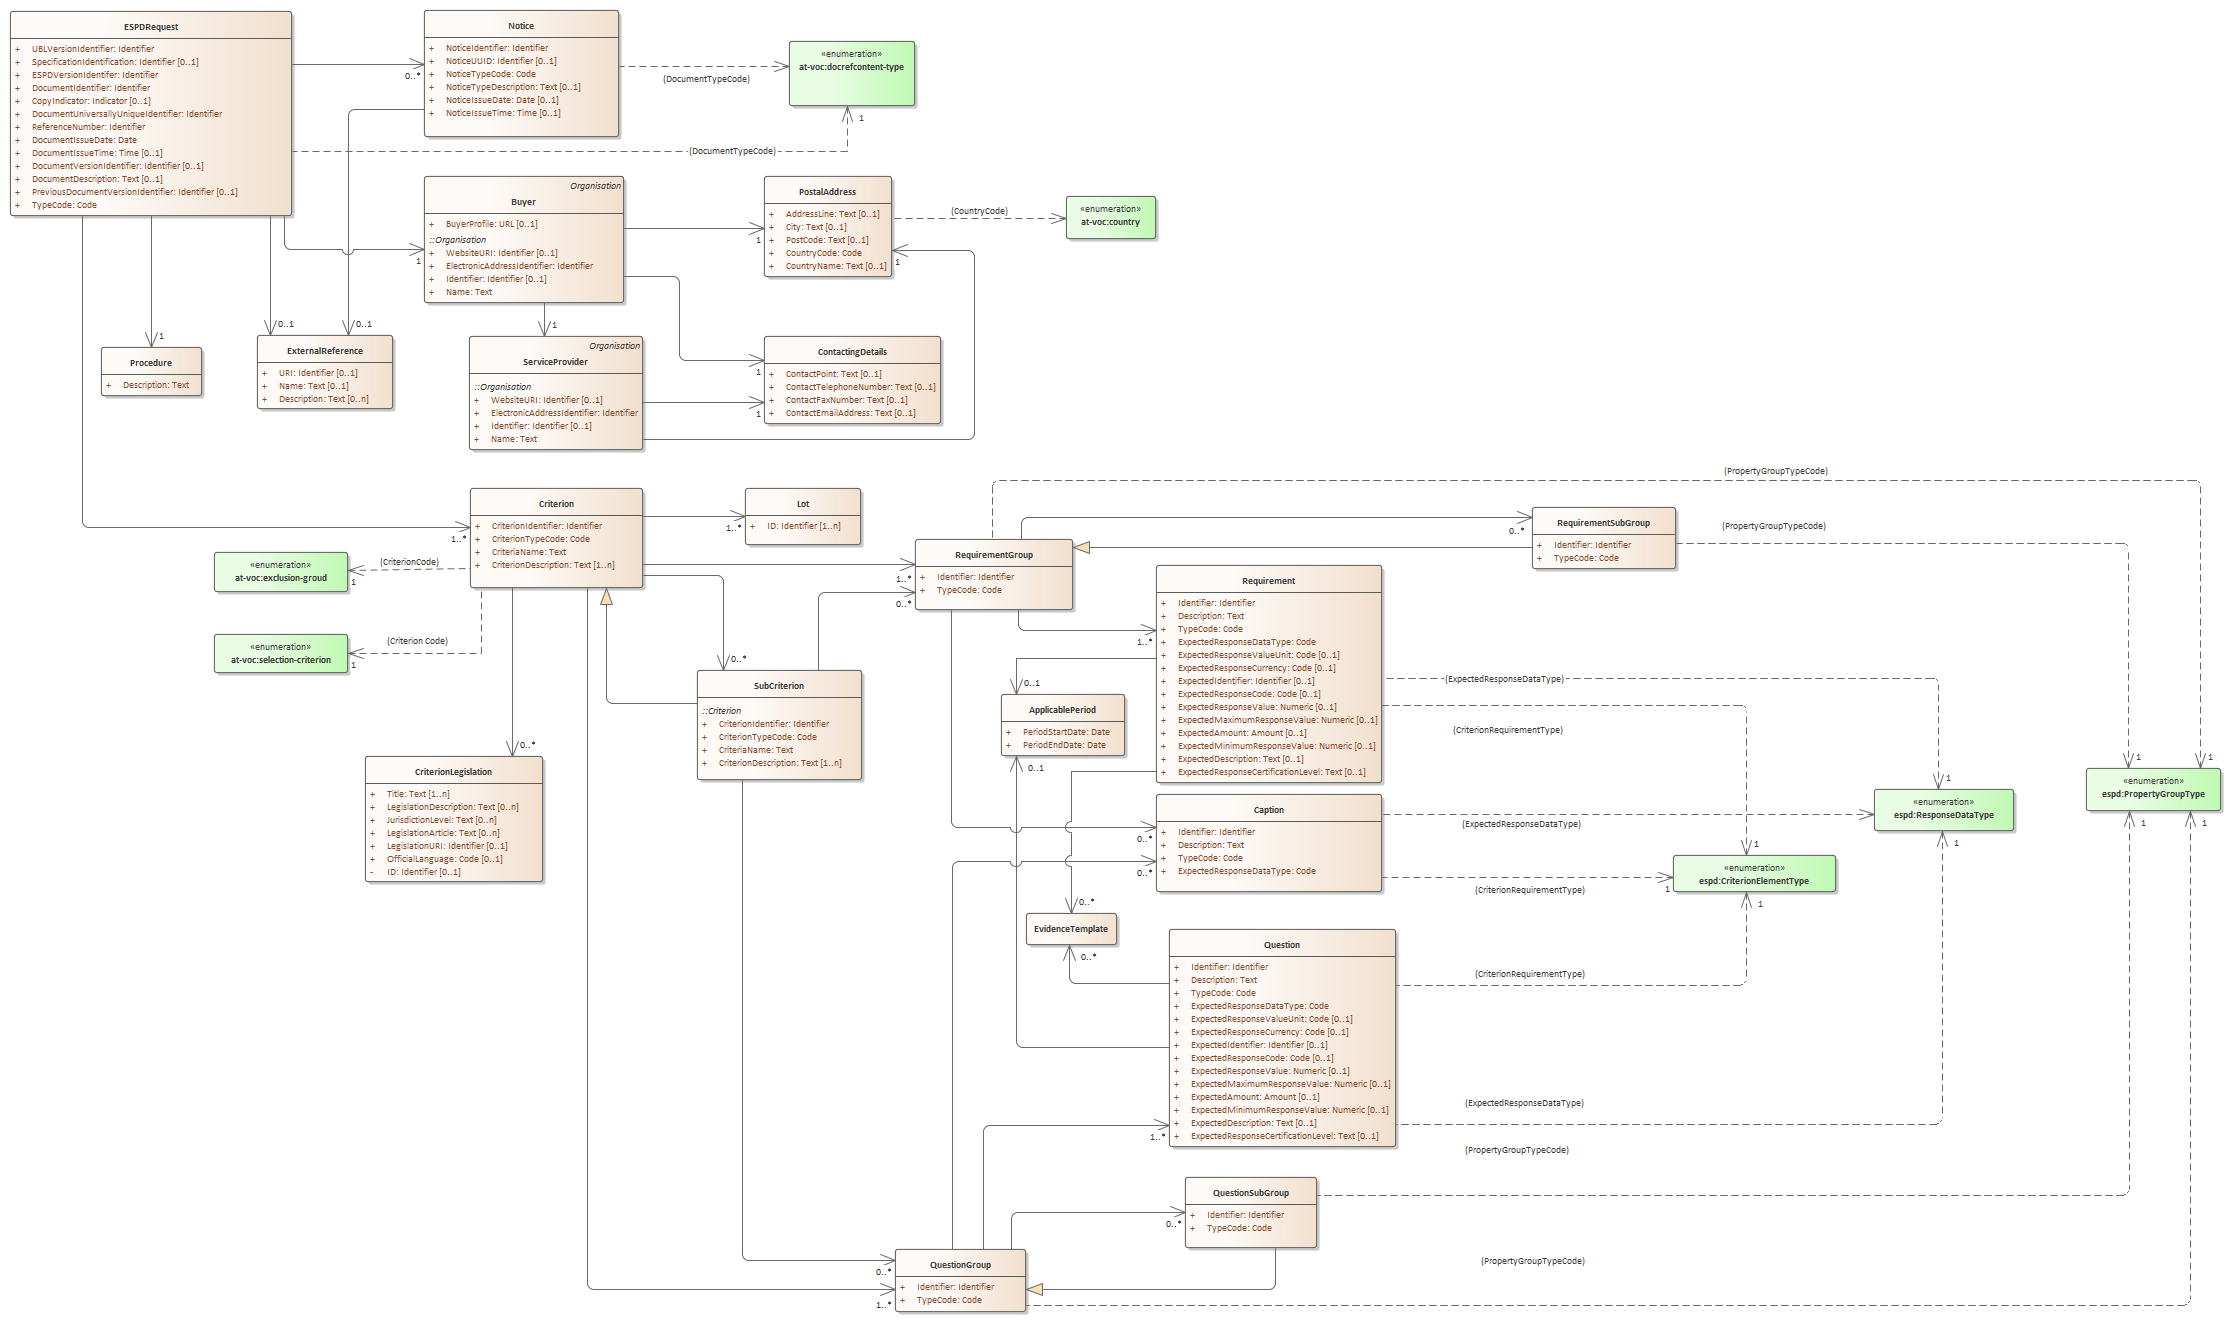 ESPDRequest
+ UBLVersionIdentifier: Identifier
+ SpecificationIdentification: Identifier [0..1]
+ ESPDVersionIdentifer: Identifier
+ DocumentIdentifier: Identifier
+ CopyIndicator: Indicator [0..1]
+ DocumentUniversallyUniqueIdentifier: Identifier
+ ReferenceNumber: Identifier
+ DocumentIssueDate: Date
+ DocumentIssueTime: Time [0..1]
+ DocumentVersionIdentifier: Identifier [0..1]
+ DocumentDescription: Text [0..1]
+ PreviousDocumentVersionIdentifier: Identifier [0..1]
+ TypeCode: Code
0..*
Notice
+ NoticeIdentifier: Identifier
+ NoticeUUID: Identifier [0..1]
+ NoticeTypeCode: Code
+ NoticeTypeDescription: Text [0..1]
+ NoticeIssueDate: Date [0..1]
+ NoticeIssueTime: Time [0..1]
(DocumentTypeCode)
«enumeration»
at-voc:docrefcontent-type
1
(DocumentTypeCode)
Organisation
Buyer
+ BuyerProfile: URL [0..1]
::Organisation
+ WebsiteURI: Identifier [0..1]
+ ElectronicAddressIdentifier: Identifier
+ Identifier: Identifier [0..1]
+ Name: Text
1
PostalAddress
+ AddressLine: Text [0..1]
+ City: Text [0..1]
+ PostCode: Text [0..1]
+ CountryCode: Code
+ CountryName: Text [0..1]
1
1
(CountryCode)
«enumeration»
at-voc:country
1
Procedure
+ Description: Text
0..1
0..1
ExternalReference
+ URI: Identifier [0..1]
+ Name: Text [0..1]
+ Description: Text [0..n]
1
Organisation
ServiceProvider
::Organisation
+ WebsiteURI: Identifier [0..1]
+ ElectronicAddressIdentifier: Identifier
+ Identifier: Identifier [0..1]
+ Name: Text
1
1
ContactingDetails
+ ContactPoint: Text [0..1]
+ ContactTelephoneNumber: Text [0..1]
+ ContactFaxNumber: Text [0..1]
+ ContactEmailAddress: Text [0..1]
1..*
Criterion
+ CriterionIdentifier: Identifier
+ CriterionTypeCode: Code
+ CriteriaName: Text
+ CriterionDescription: Text [1..n]
1..*
Lot
+ ID: Identifier [1..n]
(CriterionCode)
«enumeration»
at-voc:exclusion-groud
1
(Criterion Code)
«enumeration»
at-voc:selection-criterion
1
1..*
0..*
RequirementGroup
+ Identifier: Identifier
+ TypeCode: Code
(PropertyGroupTypeCode)
0..*
RequirementSubGroup
+ Identifier: Identifier
+ TypeCode: Code
(PropertyGroupTypeCode)
1..*
Requirement
+ Identifier: Identifier
+ Description: Text
+ TypeCode: Code
+ ExpectedResponseDataType: Code
+ ExpectedResponseValueUnit: Code [0..1]
+ ExpectedResponseCurrency: Code [0..1]
+ ExpectedIdentifier: Identifier [0..1]
+ ExpectedResponseCode: Code [0..1]
+ ExpectedResponseValue: Numeric [0..1]
+ ExpectedMaximumResponseValue: Numeric [0..1]
+ ExpectedAmount: Amount [0..1]
+ ExpectedMinimumResponseValue: Numeric [0..1]
+ ExpectedDescription: Text [0..1]
+ ExpectedResponseCertificationLevel: Text [0..1]
0..*
SubCriterion
::Criterion
+ CriterionIdentifier: Identifier
+ CriterionTypeCode: Code
+ CriteriaName: Text
+ CriterionDescription: Text [1..n]
0..1
ApplicablePeriod
+ PeriodStartDate: Date
+ PeriodEndDate: Date
0..1
0..*
CriterionLegislation
+ Title: Text [1..n]
+ LegislationDescription: Text [0..n]
+ JurisdictionLevel: Text [0..n]
+ LegislationArticle: Text [0..n]
+ LegislationURI: Identifier [0..1]
+ OfficialLanguage: Code [0..1]
- ID: Identifier [0..1]
(ExpectedResponseDataType)
(CriterionRequirementType)
1
1
«enumeration»
espd:PropertyGroupType
1
1
1
«enumeration»
espd:ResponseDataType
1
0..*
0..*
Caption
+ Identifier: Identifier
+ Description: Text
+ TypeCode: Code
+ ExpectedResponseDataType: Code
(ExpectedResponseDataType)
(CriterionRequirementType)
1
1
«enumeration»
espd:CriterionElementType
1
0..*
EvidenceTemplate
0..*
Question
+ Identifier: Identifier
+ Description: Text
+ TypeCode: Code
+ ExpectedResponseDataType: Code
+ ExpectedResponseValueUnit: Code [0..1]
+ ExpectedResponseCurrency: Code [0..1]
+ ExpectedIdentifier: Identifier [0..1]
+ ExpectedResponseCode: Code [0..1]
+ ExpectedResponseValue: Numeric [0..1]
+ ExpectedMaximumResponseValue: Numeric [0..1]
+ ExpectedAmount: Amount [0..1]
+ ExpectedMinimumResponseValue: Numeric [0..1]
+ ExpectedDescription: Text [0..1]
+ ExpectedResponseCertificationLevel: Text [0..1]
1..*
(CriterionRequirementType)
(ExpectedResponseDataType)
(PropertyGroupTypeCode)
0..*
QuestionSubGroup
+ Identifier: Identifier
+ TypeCode: Code
(PropertyGroupTypeCode)
0..*
1..*
QuestionGroup
+ Identifier: Identifier
+ TypeCode: Code